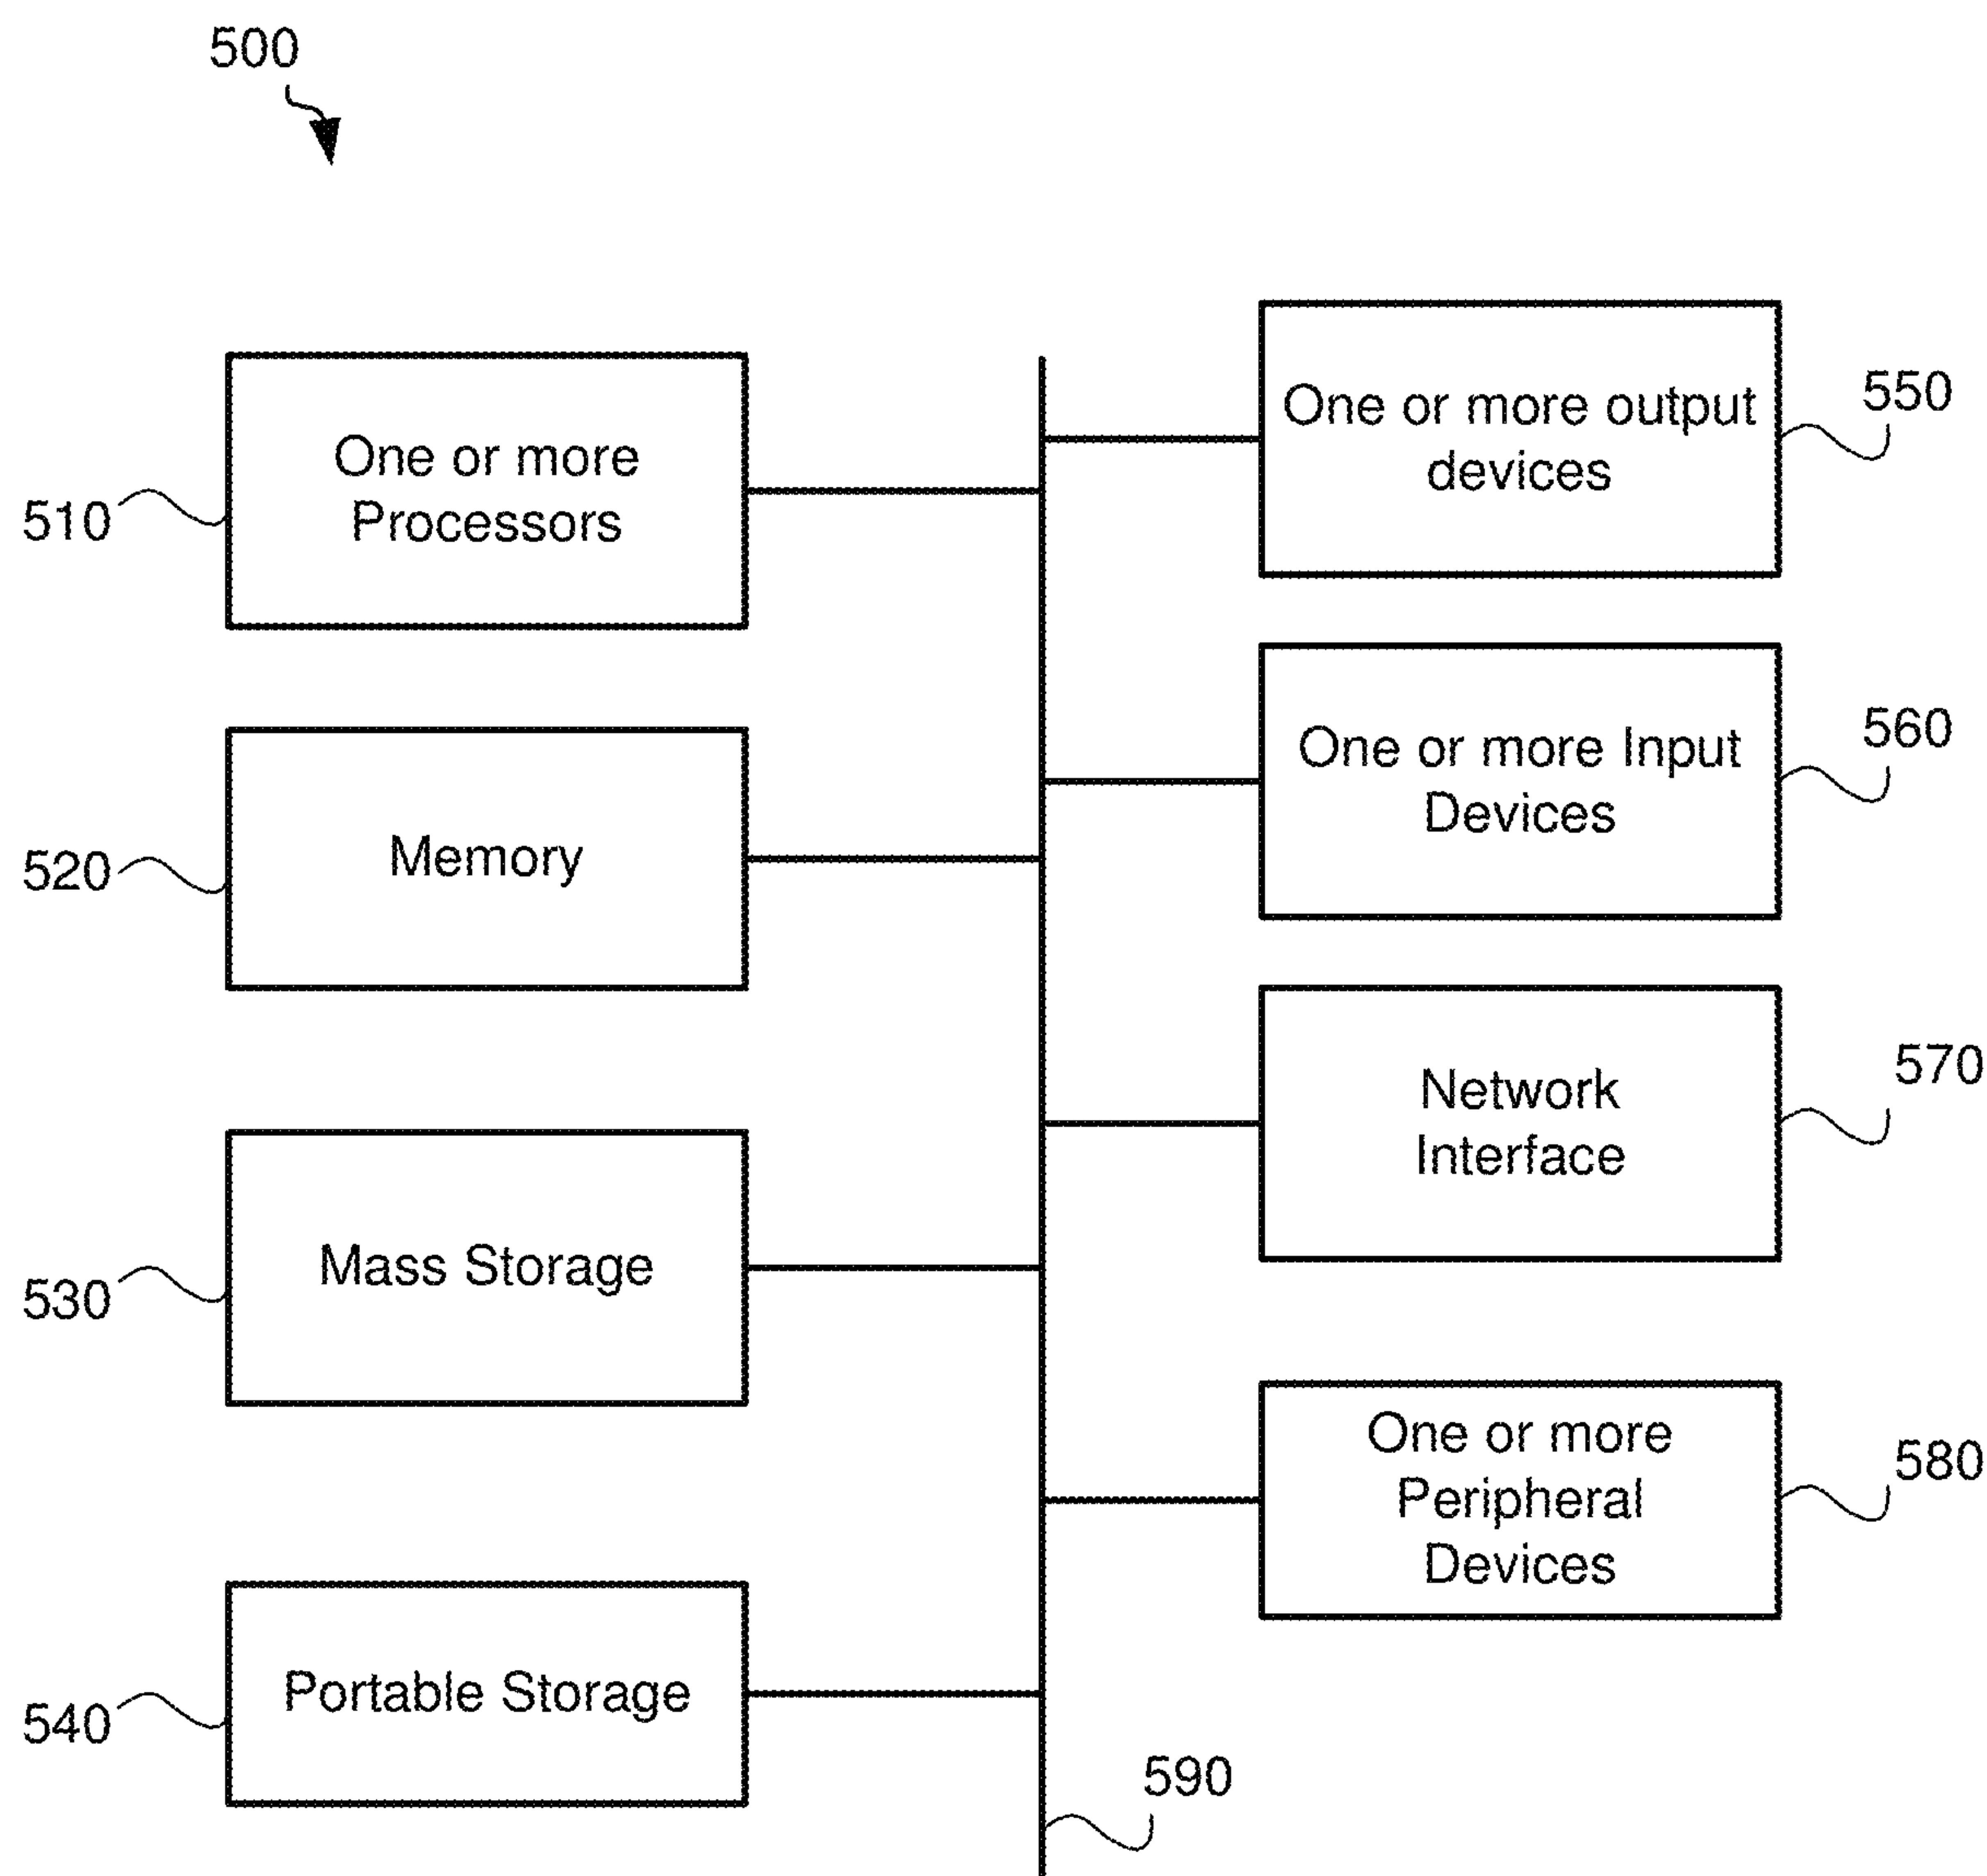 500
One or more
Processors
510
Memory
520
Mass Storage
530
Portable Storage
540
One or more output
devices
550
One or more Input
Devices
560
Network
Interface
570
One or more
Peripheral
Devices
580
590